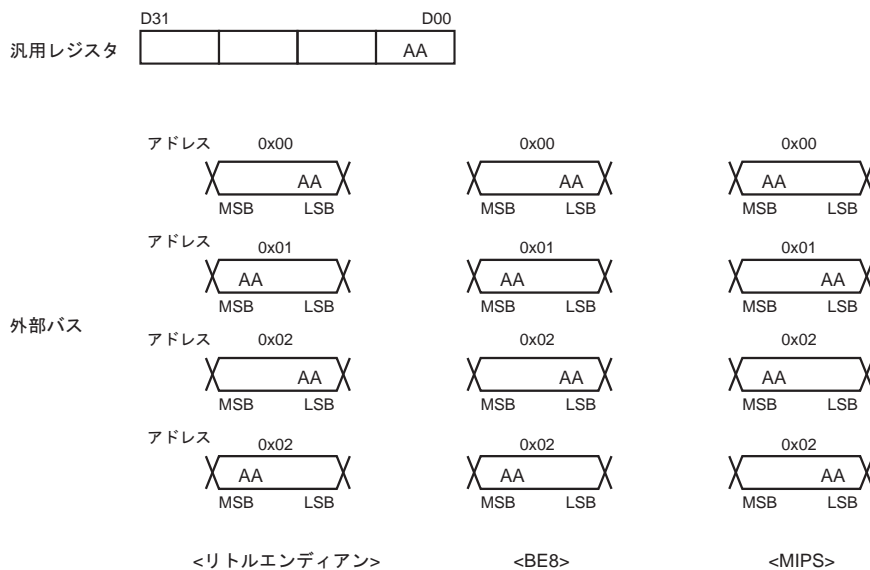 D31 D00
汎用レジスタ AA
アドレス 0x00 0x00 0x00
AA AA AA
MSB LSB MSB LSB MSB LSB
アドレス 0x01 0x01 0x01
AA AA AA
MSB LSB MSB LSB MSB LSB
外部バス
アドレス 0x02 0x02 0x02
AA AA AA
MSB LSB MSB LSB MSB LSB
アドレス 0x02 0x02 0x02
AA AA AA
MSB LSB MSB LSB MSB LSB
<リトルエンディアン> <BE8> <MIPS>